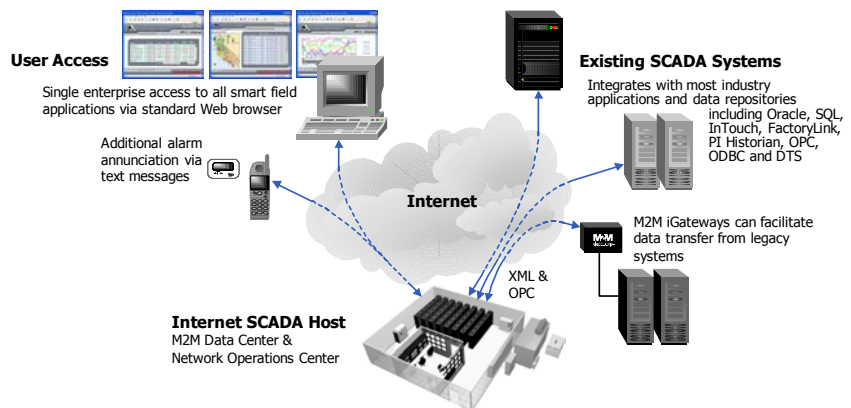 User Access
Single enterprise access to all smart field
applications via standard Web browser
Additional alarm
annunciation via
text messages
Internet
Existing SCADA Systems
Integrates with most industry
applications and data repositories
including Oracle, SQL,
InTouch, FactoryLink,
PI Historian, OPC,
ODBC and DTS
M2M
M2M iGateways can facilitate
data transfer from legacy
systems
XML &
OPC
Internet SCADA Host
M2M Data Center &
Network Operations Center